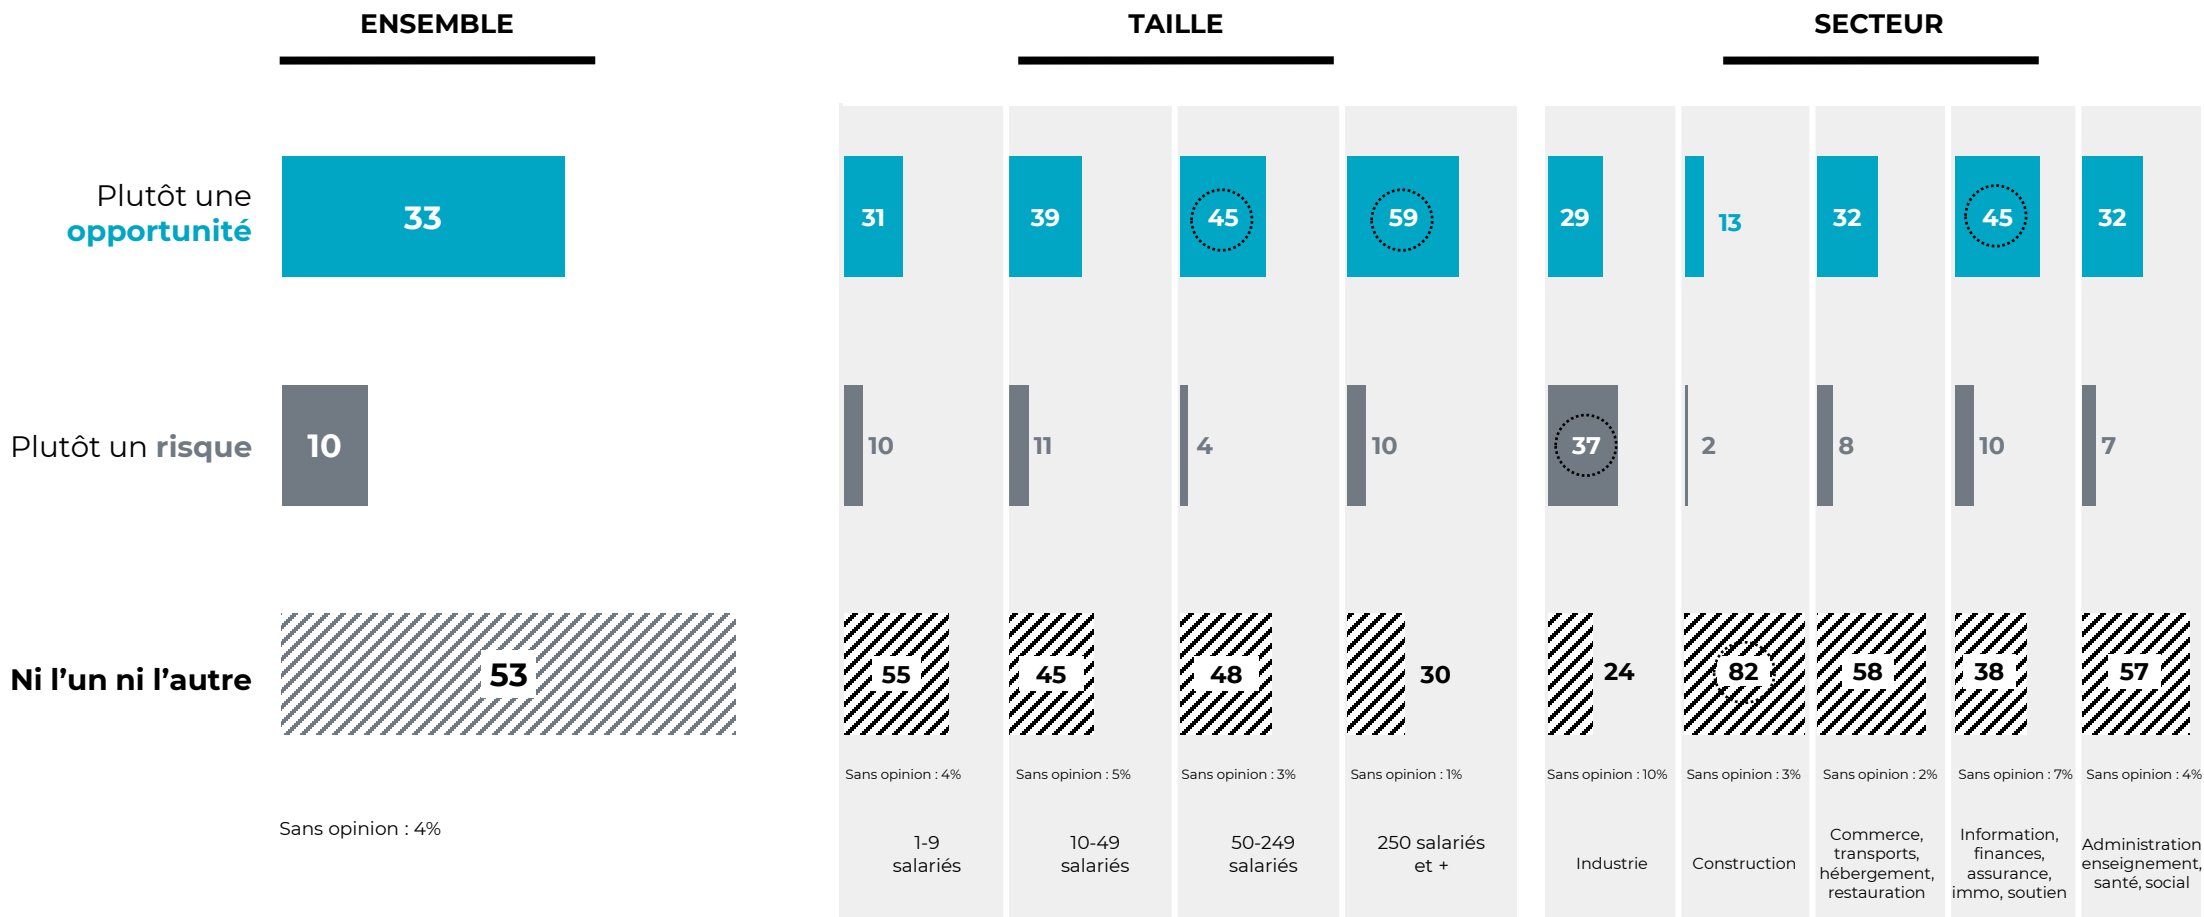 ENSEMBLE
TAILLE
SECTEUR
Plutôt une
opportunité
33
31
39
45
59
29
13
32
45
32
Plutôt un risque
10
10
11
4
10
37
2
8
10
7
Ni l’un ni l’autre
53
55
45
48
30
24
82
58
38
57
Sans opinion : 4%
Sans opinion : 5%
Sans opinion : 3%
Sans opinion : 1%
Sans opinion : 10%
Sans opinion : 3%
Sans opinion : 2%
Sans opinion : 7%
Sans opinion : 4%
Sans opinion : 4%
1-9
salariés
10-49
salariés
50-249
salariés
250 salariés
et +
Industrie
Construction
Commerce,
transports,
hébergement,
restauration
Information,
finances,
assurance,
immo, soutien
Administration
enseignement,
santé, social